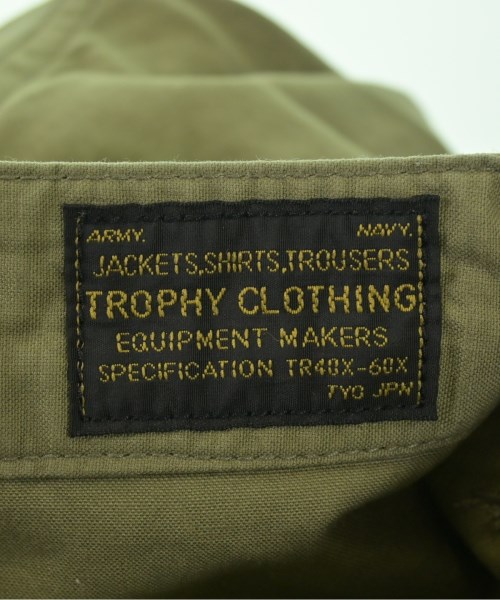 ARMY. NAVY.
JACKETS,SHIRTS,TROUSERS
TROPHY CLOTHING
EQUIPMENT MAKERS
SPECIFICATION TR40X-60X
TYO JPN